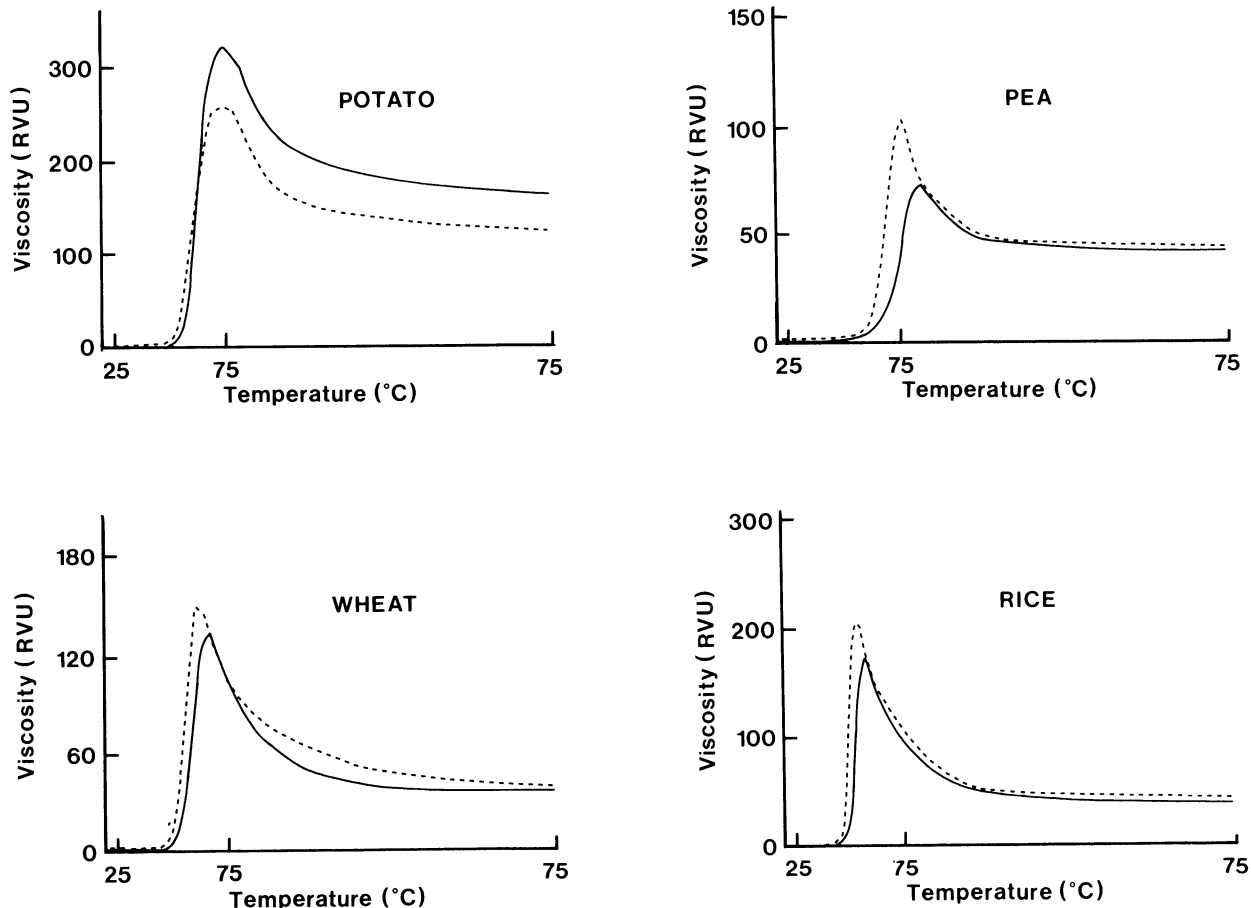 POTATO
Viscosity (RVU)
300
200
100
0
25 75 75
Temperature (°C)
PEA
Viscosity (RVU)
150
100
50
0
25 75 75
Temperature (°C)
WHEAT
Viscosity (RVU)
180
120
60
0
25 75 75
Temperature (°C)
RICE
Viscosity (RVU)
300
200
100
0
25 75 75
Temperature (°C)